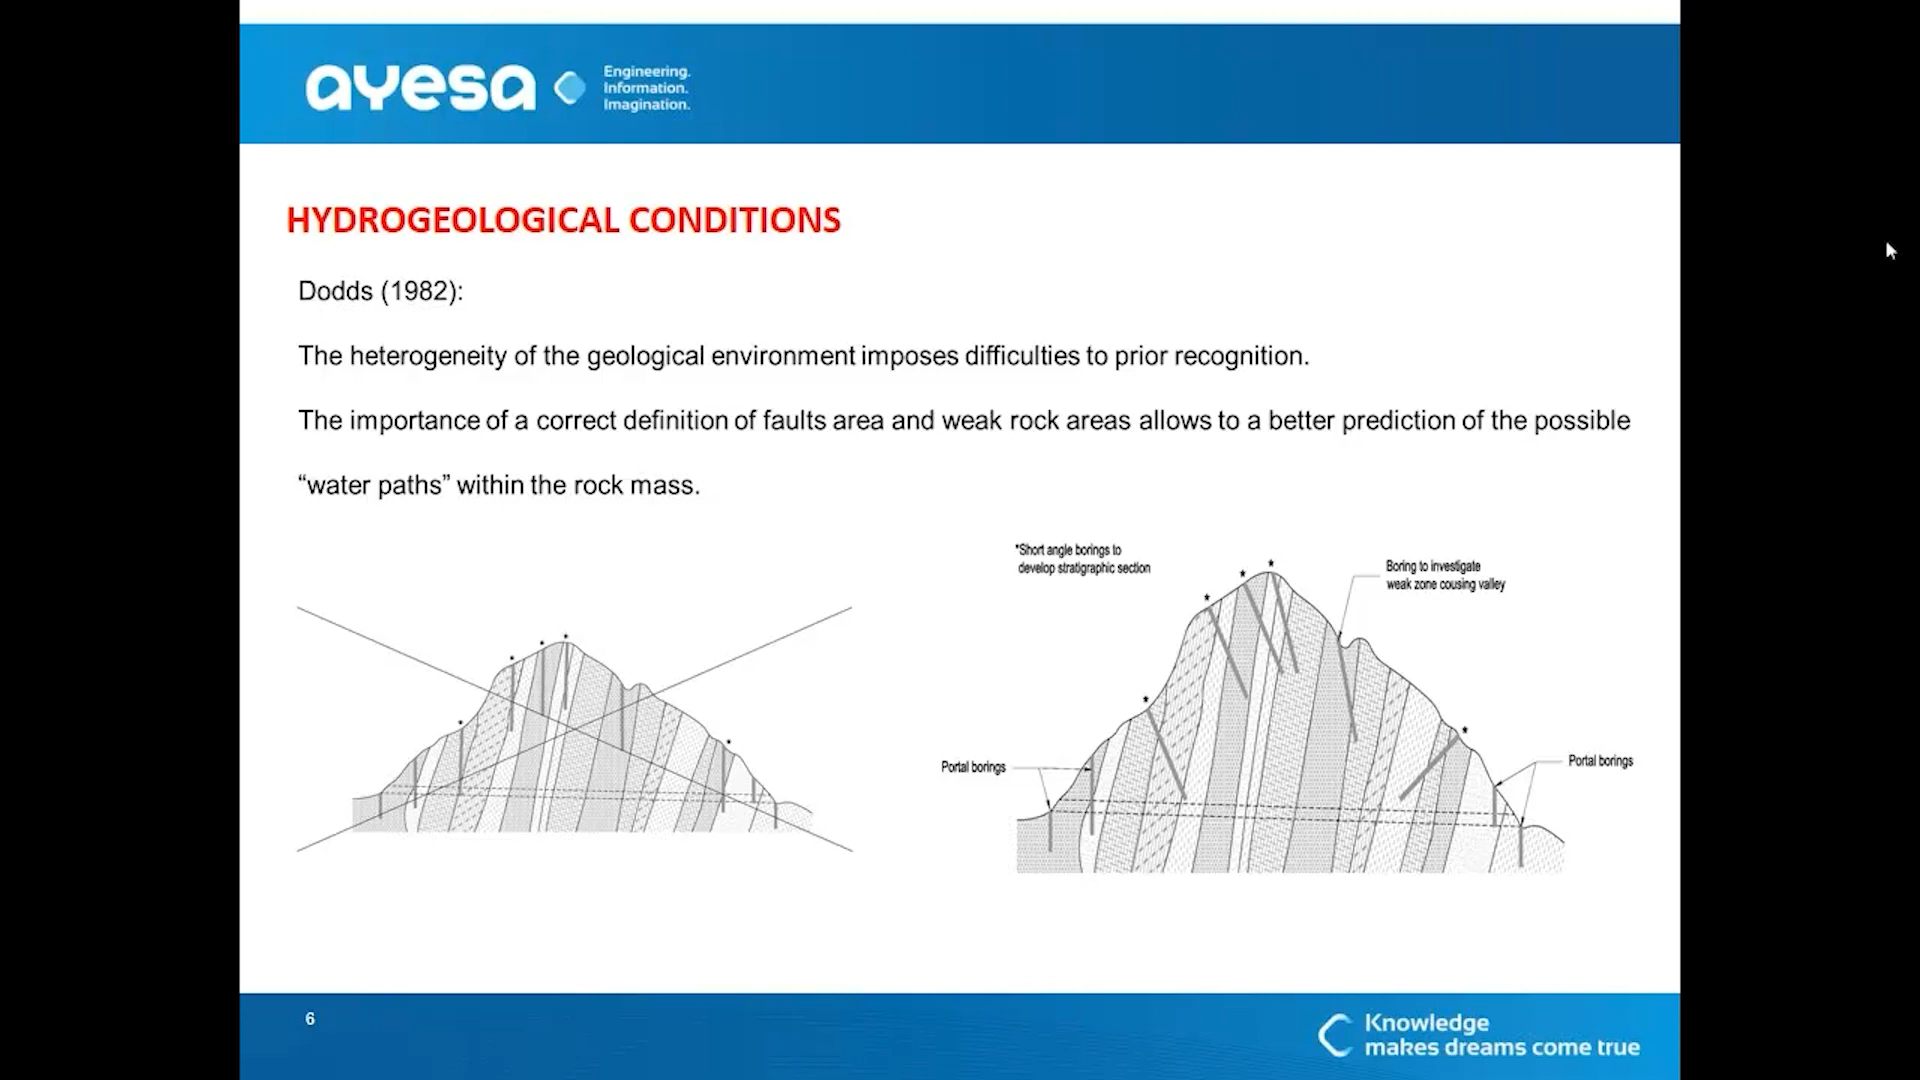 ayesa
Engineering.
Information.
Imagination.
HYDROGEOLOGICAL CONDITIONS
Dodds (1982):
The heterogeneity of the geological environment imposes difficulties to prior recognition.
The importance of a correct definition of faults area and weak rock areas allows to a better prediction of the possible
“water paths” within the rock mass.
*Short angle borings to
develop stratigraphic section
Boring to investigate
weak zone cousing valley
Portal borings
Portal borings
6
Knowledge
makes dreams come true